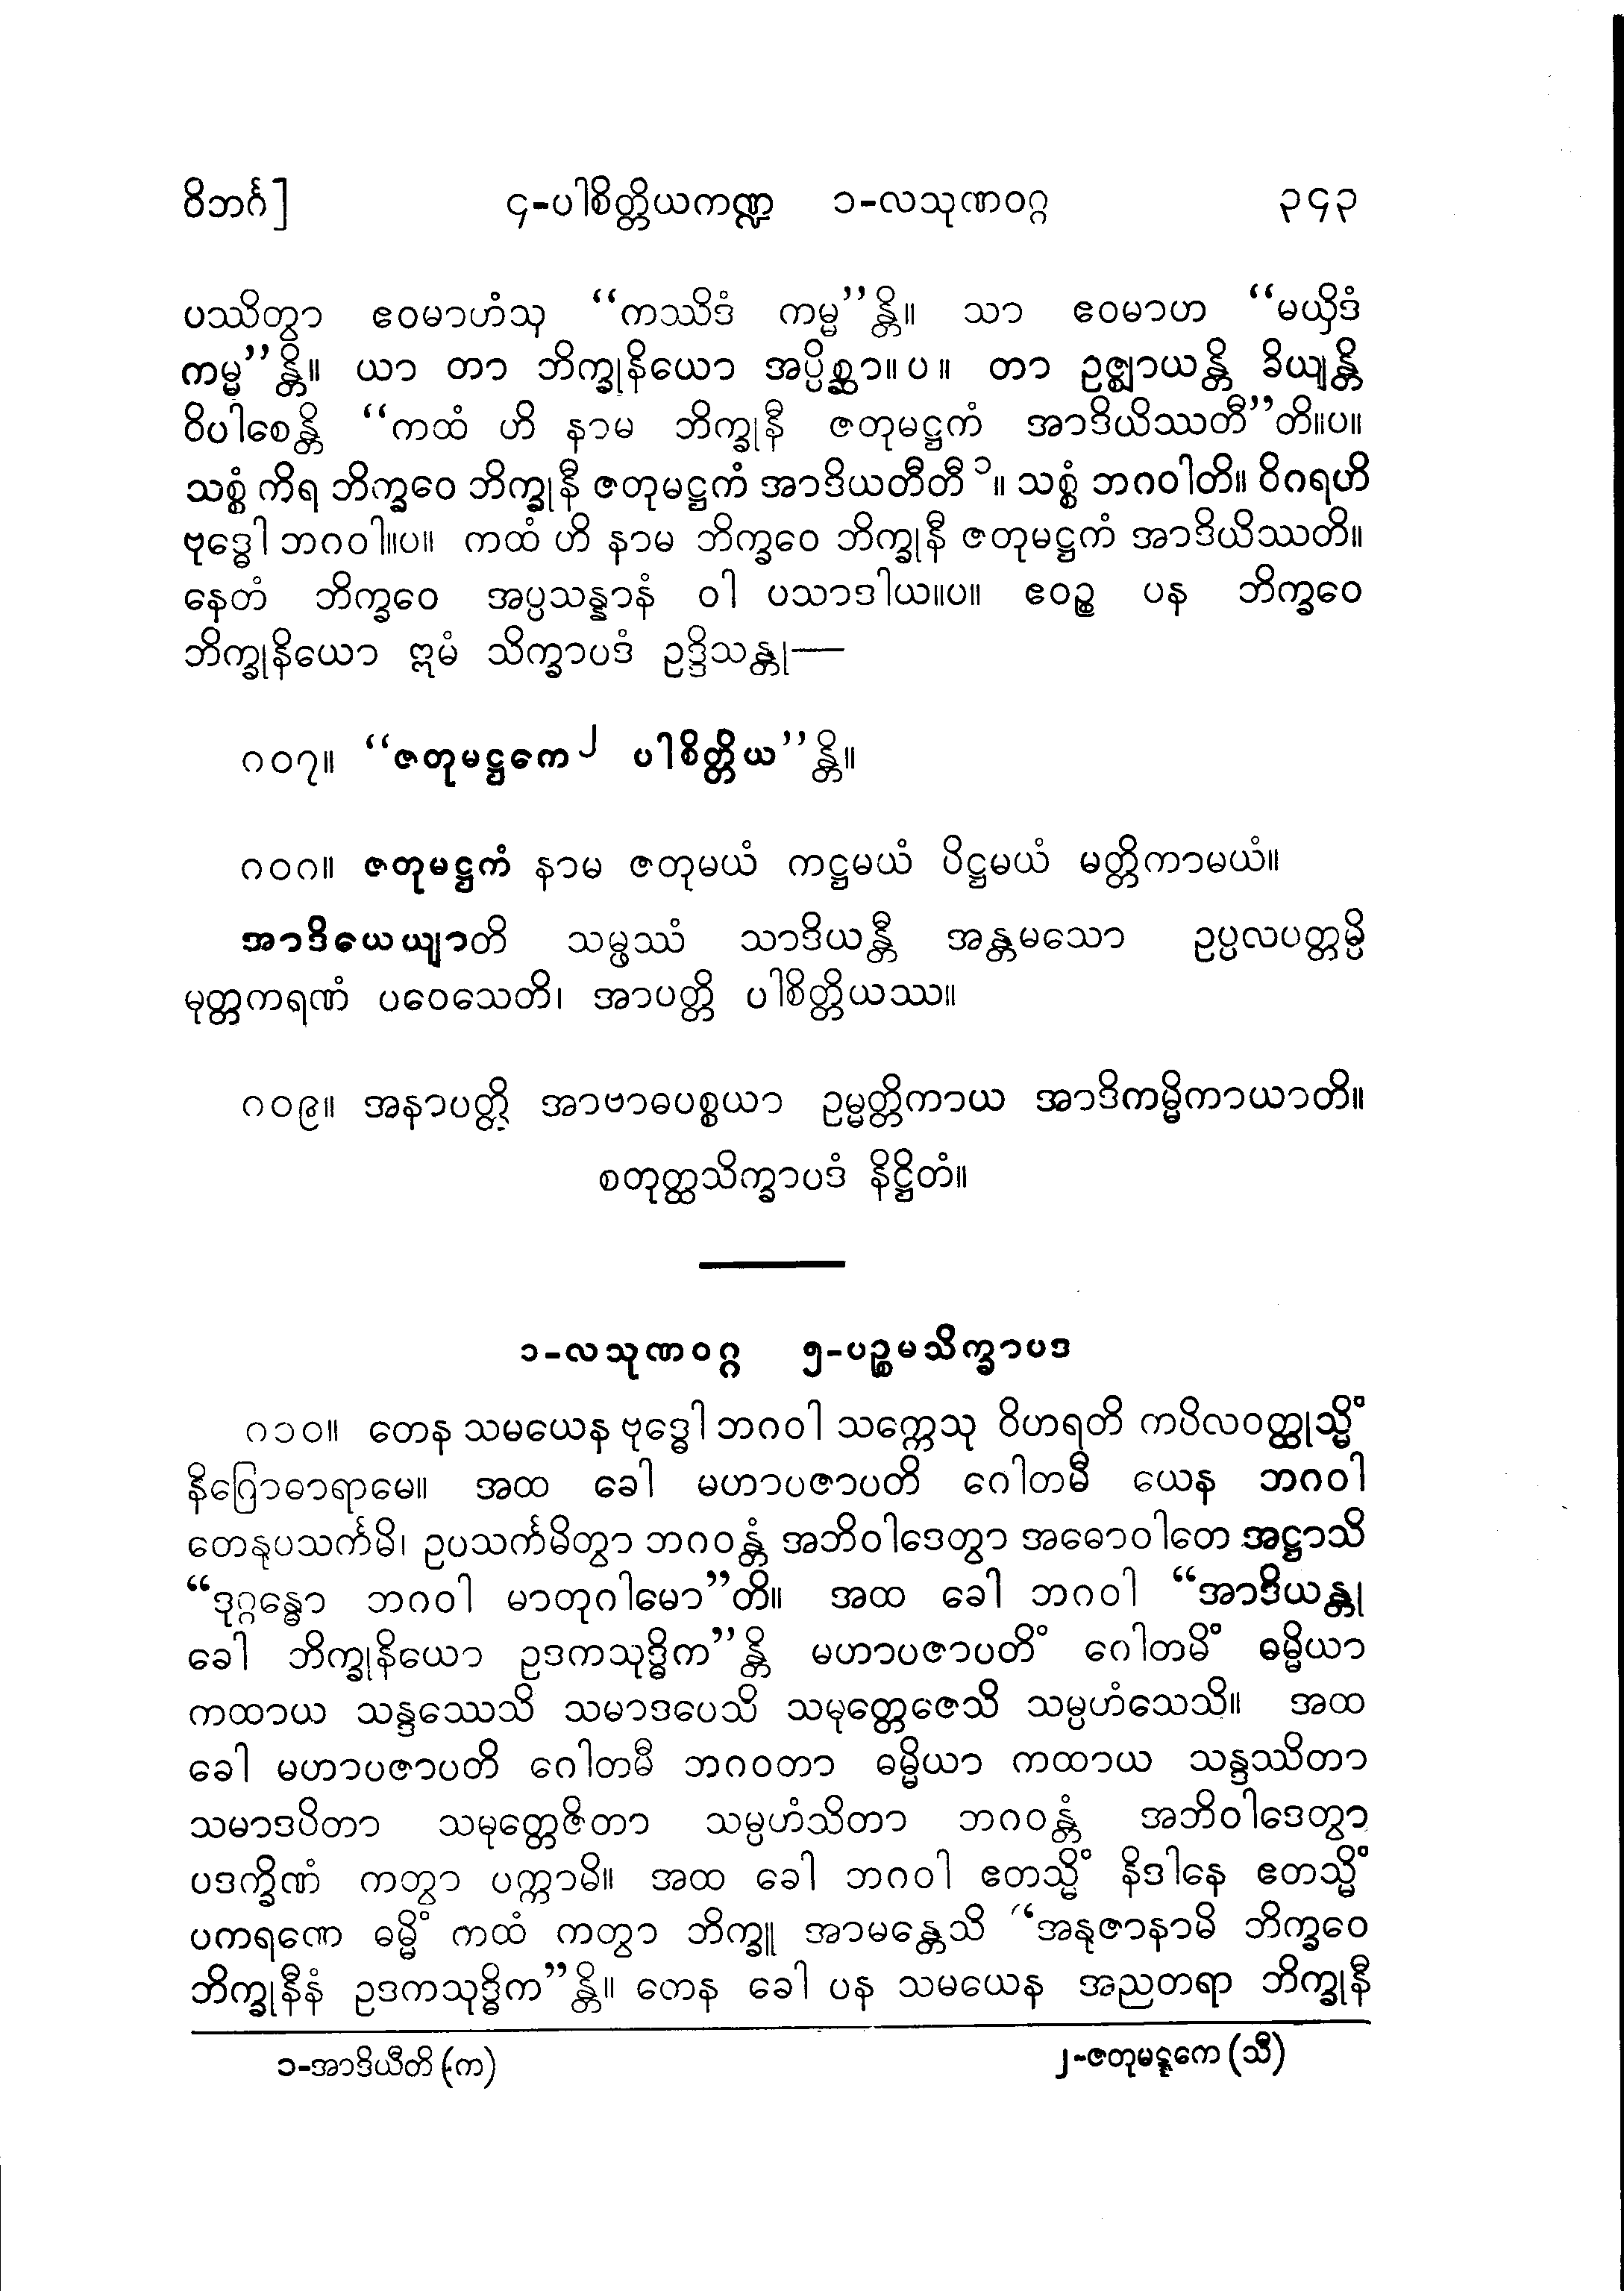 ဝိဘင်္ဂ] ၄-ပါစိတ္တိယကဏ္ဍ ၁-လသုဏဝဂ္ဂ ၃၄၃
ပဿိတွာ ဧဝမာဟံသု “ကဿိဒံ ကမ္မ”န္တိ။ သာ ဧဝမာဟ “မယှိဒံ
ကမ္မ”န္တိ။ ယာ တာ ဘိက္ခုနိယော အပ္ပိစ္ဆာ။ပ။ တာ ဥဇ္ဈာယန္တိ ခိယျန္တိ
ဝိပါစေန္တိ “ကထံ ဟိ နာမ ဘိက္ခုနီ ဇတုမဋ္ဌကံ အာဒိယိဿတီ”တိ။ပ။
သစ္စံ ကိရ ဘိက္ခဝေ ဘိက္ခုနီ ဇတုမဋ္ဌကံ အာဒိယတီတီ ၁။ သစ္စံ ဘဂဝါတိ။ ဝိဂရဟိ
ဗုဒ္ဓေါ ဘဂဝါ။ပ။ ကထံ ဟိ နာမ ဘိက္ခဝေ ဘိက္ခုနီ ဇတုမဋ္ဌကံ အာဒိယိဿတိ။
နေတံ ဘိက္ခဝေ အပ္ပသန္နာနံ ဝါ ပသာဒါယ။ပ။ ဧဝဉ္စ ပန ဘိက္ခဝေ
ဘိက္ခုနိယော ဣမံ သိက္ခာပဒံ ဥဒ္ဒိသန္တု—
၈၀၇။ “ဇတုမဋ္ဌကေ၂ ပါစိတ္တိယ”န္တိ။
၈၀၈။ ဇတုမဋ္ဌကံ နာမ ဇတုမယံ ကဋ္ဌမယံ ပိဋ္ဌမယံ မတ္တိကာမယံ။
အာဒိယေယျာတိ သမ္ဖဿံ သာဒိယန္တီ အန္တမသော ဥပ္ပလပတ္တမ္ပိ
မုတ္တကရဏံ ပဝေသေတိ၊ အာပတ္တိ ပါစိတ္တိယဿ။
၈၀၉။ အနာပတ္တိ အာဗာဓပစ္စယာ ဥမ္မတ္တိကာယ အာဒိကမ္မိကာယာတိ။
စတုတ္ထသိက္ခာပဒံ နိဋ္ဌိတံ။
၁-လသုဏဝဂ္ဂ ၅-ပဉ္စမသိက္ခာပဒ
၈၁၀။ တေန သမယေန ဗုဒ္ဓေါ ဘဂဝါ သက္ကေသု ဝိဟရတိ ကပိလဝတ္ထုသ္မိံ
နိဂြောဓာရာမေ။ အထ ခေါ မဟာပဇာပတိ ဂေါတမီ ယေန ဘဂဝါ
တေနုပသင်္ကမိ၊ ဥပသင်္ကမိတွာ ဘဂဝန္တံ အဘိဝါဒေတွာ အဓောဝါတေ အဋ္ဌာသိ
“ဒုဂ္ဂန္ဓော ဘဂဝါ မာတုဂါမော”တိ။ အထ ခေါ ဘဂဝါ “အာဒိယန္တု
ခေါ ဘိက္ခုနိယော ဥဒကသုဒ္ဓိက”န္တိ မဟာပဇာပတိံ ဂေါတမိံ ဓမ္မိယာ
ကထာယ သန္ဒဿေသိ သမာဒပေသိ သမုတ္တေဇေသိ သမ္ပဟံသေသိ။ အထ
ခေါ မဟာပဇာပတိ ဂေါတမီ ဘဂဝတာ ဓမ္မိယာ ကထာယ သန္ဒဿိတာ
သမာဒပိတာ သမုတ္တေဇိတာ သမ္ပဟံသိတာ ဘဂဝန္တံ အဘိဝါဒေတွာ
ပဒက္ခိဏံ ကတွာ ပက္ကာမိ။ အထ ခေါ ဘဂဝါ ဧတသ္မိံ နိဒါနေ ဧတသ္မိံ
ပကရဏေ ဓမ္မိံ ကထံ ကတွာ ဘိက္ခူ အာမန္တေသိ “အနုဇာနာမိ ဘိက္ခဝေ
ဘိက္ခုနီနံ ဥဒကသုဒ္ဓိက”န္တိ။ တေန ခေါ ပန သမယေန အညတရာ ဘိက္ခုနီ
၁-အာဒိယီတိ (က) ၂-ဇတုမဋ္ဋကေ (သီ)